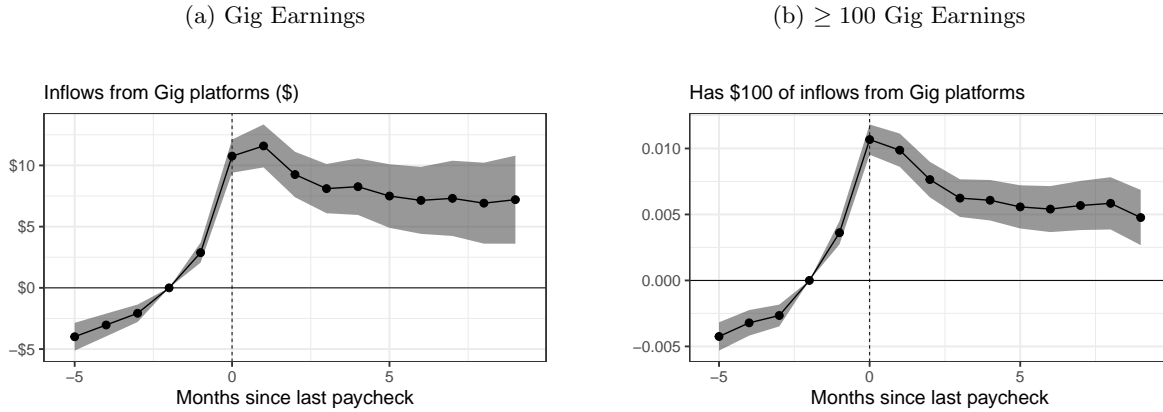 (a) Gig Earnings
(b) ≥ 100 Gig Earnings
Inflows from Gig platforms ($)
$10
$5
$0
−$5
−5
0
5
Months since last paycheck
Has $100 of inflows from Gig platforms
0.010
0.005
0.000
−0.005
−5
0
5
Months since last paycheck